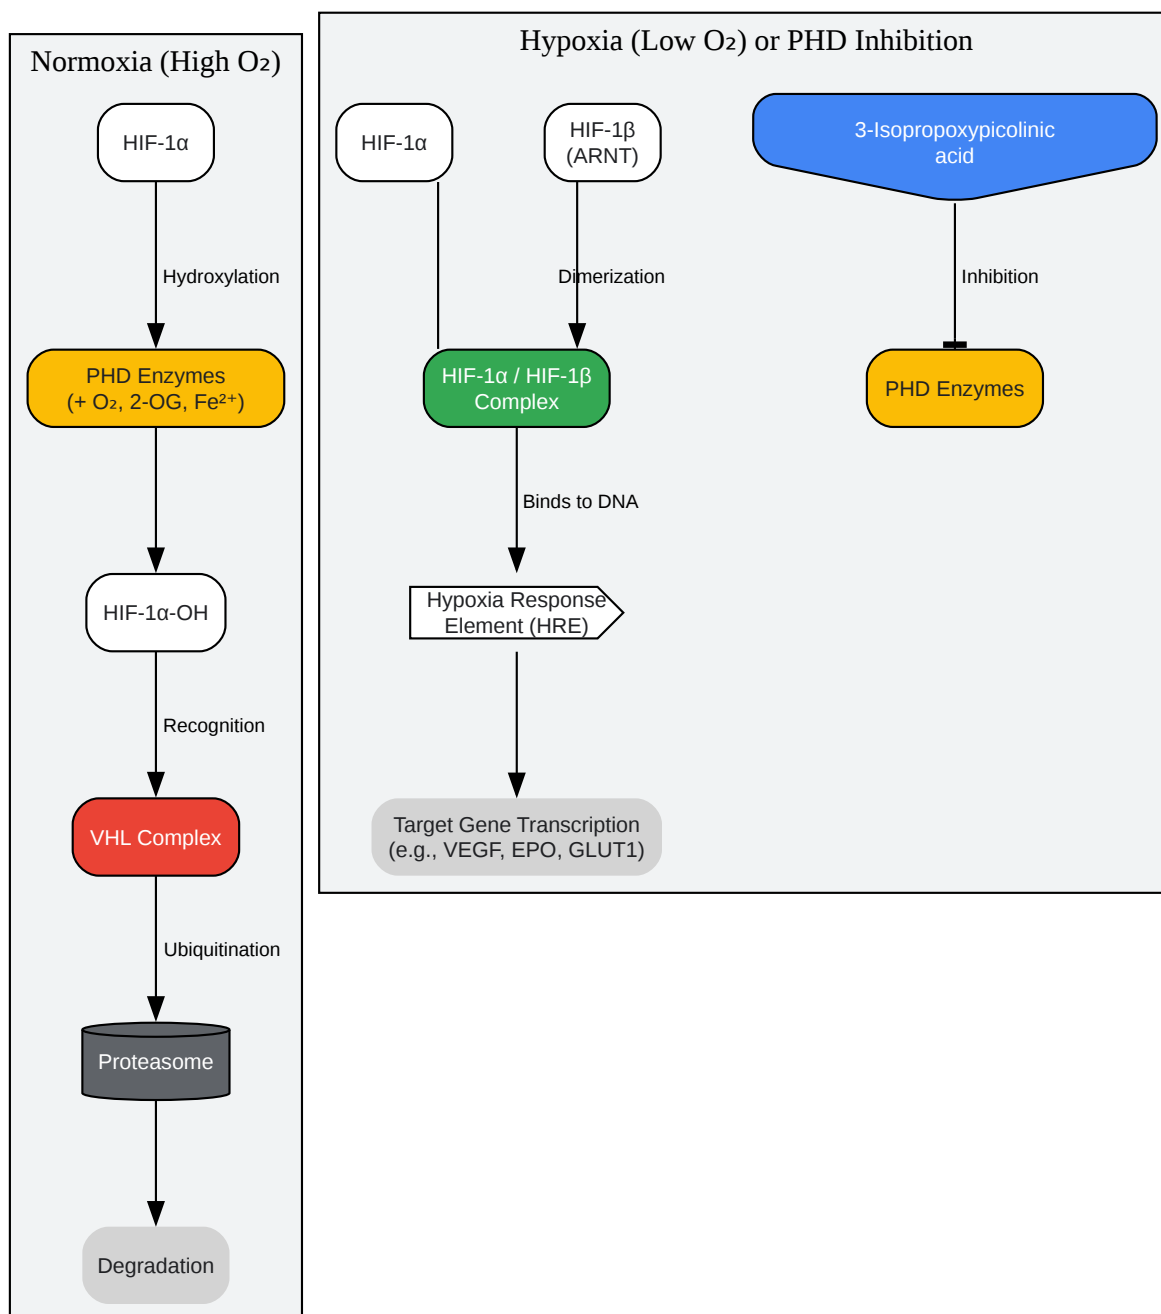 Normoxia (High O₂)
HIF-1α
Hydroxylation
PHD Enzymes
(+ O₂, 2-OG, Fe²⁺)
HIF-1α-OH
Recognition
VHL Complex
Ubiquitination
Proteasome
Degradation
Hypoxia (Low O₂) or PHD Inhibition
HIF-1α
HIF-1β
(ARNT)
Dimerization
HIF-1α / HIF-1β
Complex
Binds to DNA
Hypoxia Response
Element (HRE)
Target Gene Transcription
(e.g., VEGF, EPO, GLUT1)
3-Isopropoxypicolinic
acid
Inhibition
PHD Enzymes